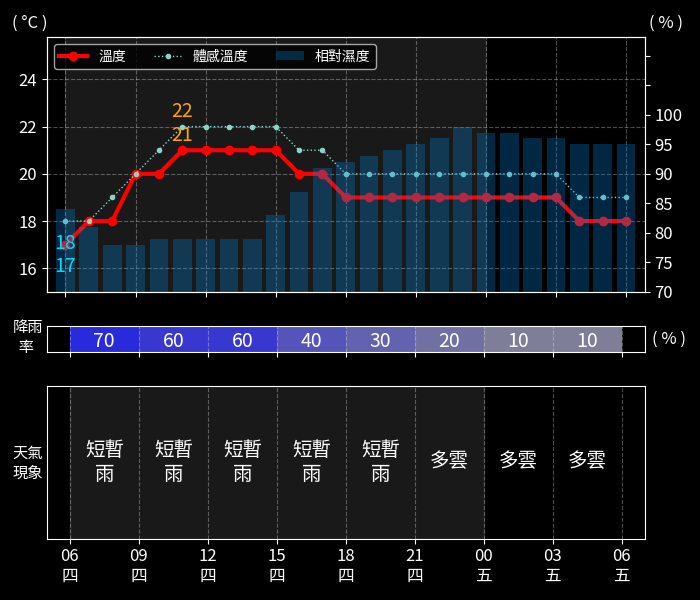 ( °C )
( % )
溫度
體感溫度
相對濕度
24
22
20
18
16
100
95
90
85
80
75
70
22
21
18
17
降雨
率
70 60 60 40 30 20 10 10
( % )
天氣
現象
短暫
雨
短暫
雨
短暫
雨
短暫
雨
短暫
雨
多雲
多雲
多雲
06 09 12 15 18 21 00 03 06
四 四 四 四 四 四 五 五 五